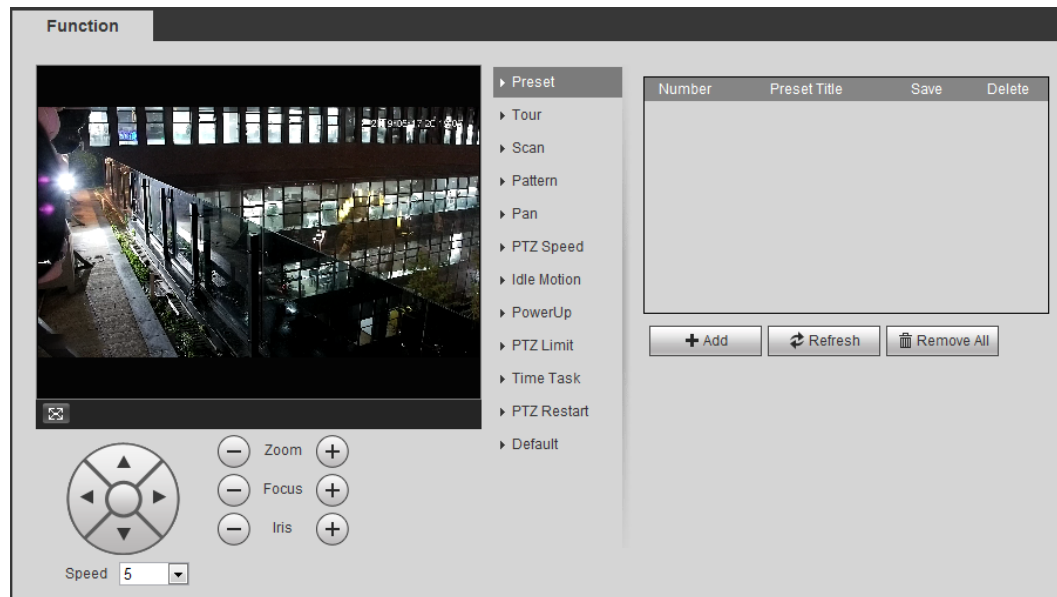 Function
Preset
Tour
Scan
Pattern
Pan
PTZ Speed
Idle Motion
PowerUp
PTZ Limit
Time Task
PTZ Restart
Default
Number Preset Title Save Delete
Add Refresh Remove All
Zoom
Focus
Iris
Speed 5